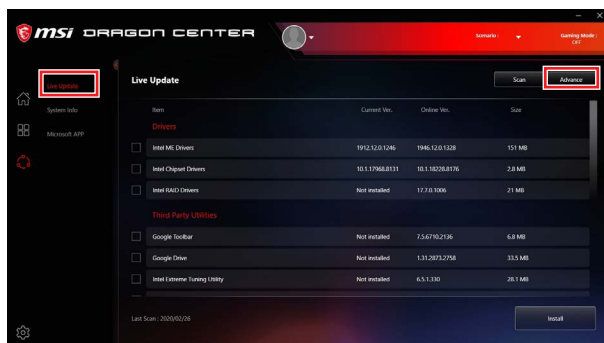 msi DRAGON CENTER
Scenario :
Gaming Mode :
OFF
Live Update
System Info
Microsoft APP
Live Update
Scan
Advance
Item Current Ver. Online Ver. Size
Drivers
Intel ME Drivers 1912.12.0.1246 1946.12.0.1328 151 MB
Intel Chipset Drivers 10.1.17968.8131 10.1.18228.8176 2.8 MB
Intel RAID Drivers Not installed 17.7.0.1006 21 MB
Third Party Utilities
Google Toolbar Not installed 7.5.6710.2136 6.8 MB
Google Drive Not installed 1.31.2873.2758 33.5 MB
Intel Extreme Tuning Utility Not installed 6.5.1.330 28.1 MB
Last Scan : 2020/02/26
Install